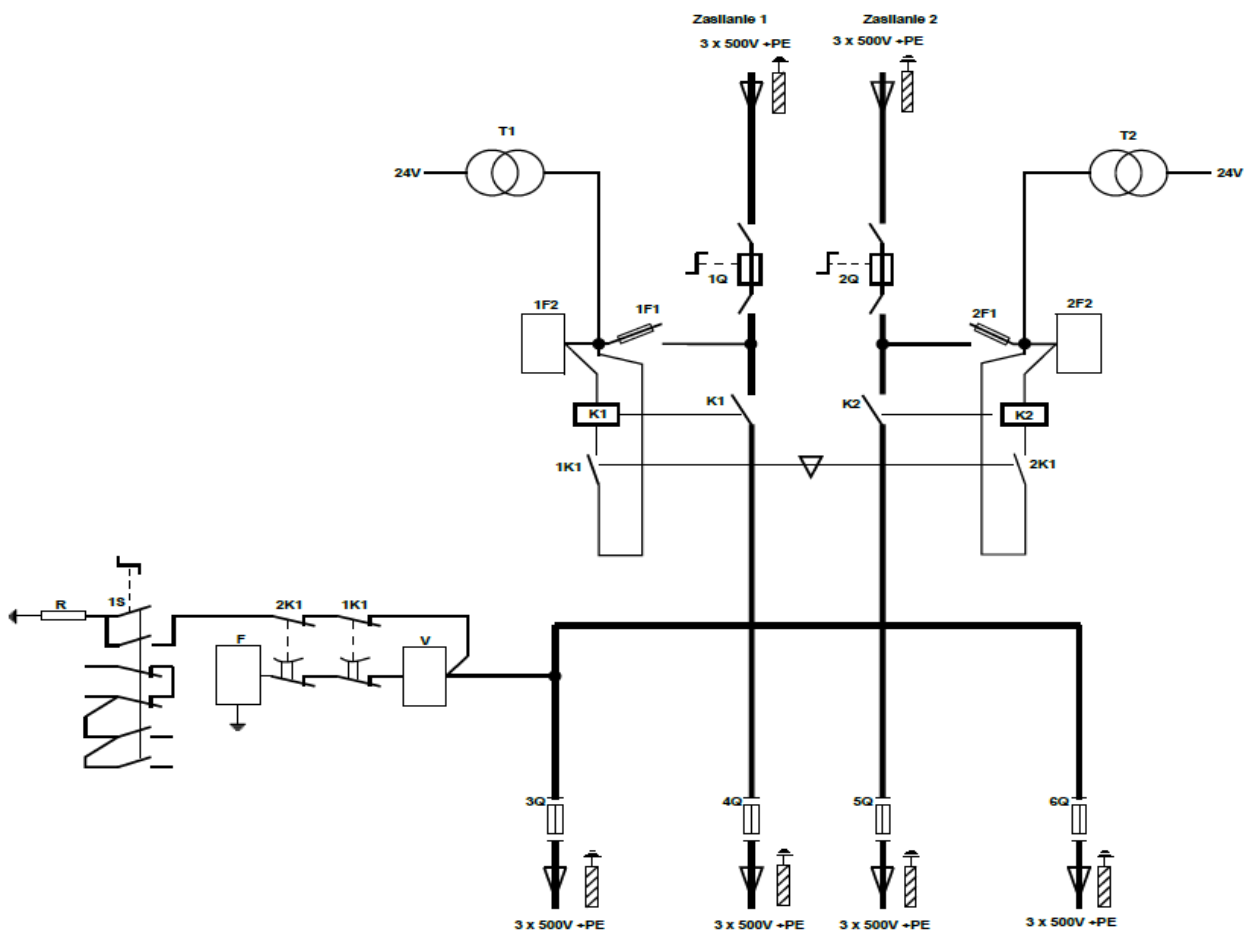 Zasilanie 1 Zasilanie 2
3 x 500V +PE 3 x 500V +PE
T1 T2
24V 24V
1Q 2Q
1F2 1F1 2F1 2F2
K1 K1 K2 K2
1K1 2K1
R 1S 2K1 1K1
F V
3Q 4Q 5Q 6Q
3 x 500V +PE 3 x 500V +PE 3 x 500V +PE 3 x 500V +PE